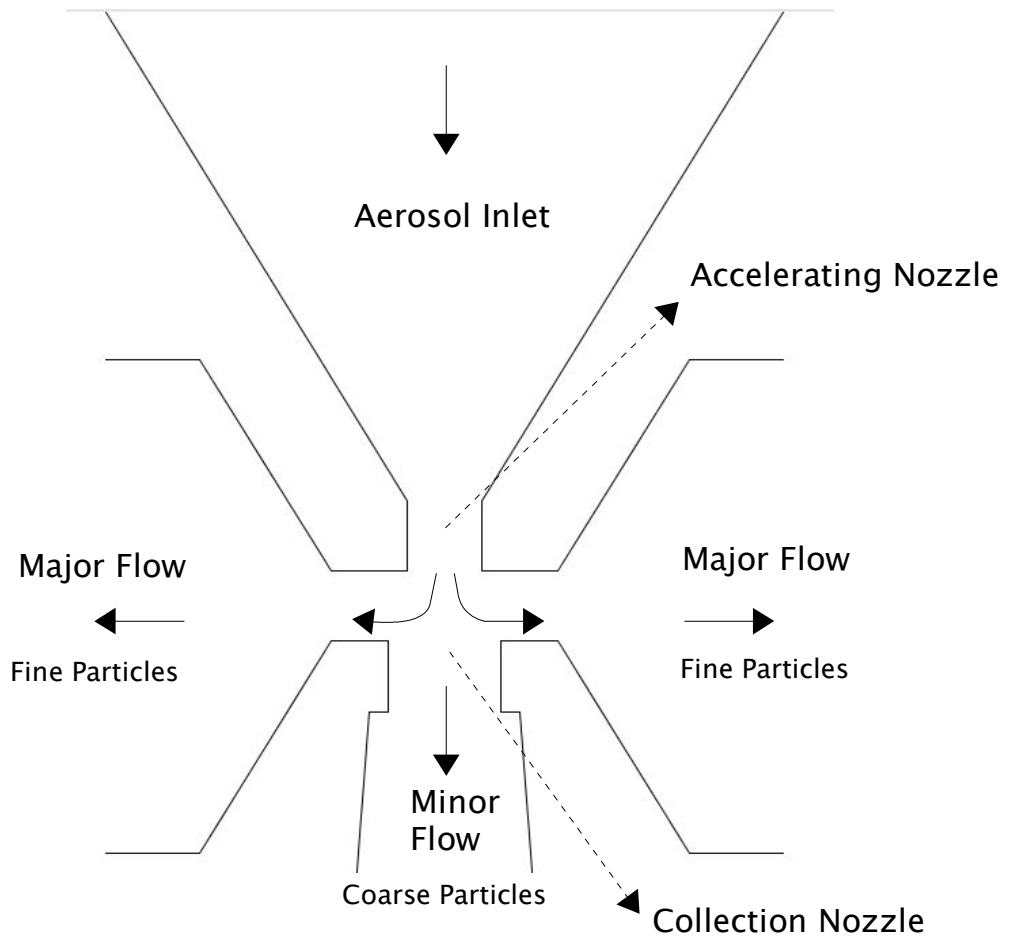 Aerosol Inlet
Accelerating Nozzle
Major Flow
Fine Particles
Major Flow
Fine Particles
Minor
Flow
Coarse Particles
Collection Nozzle